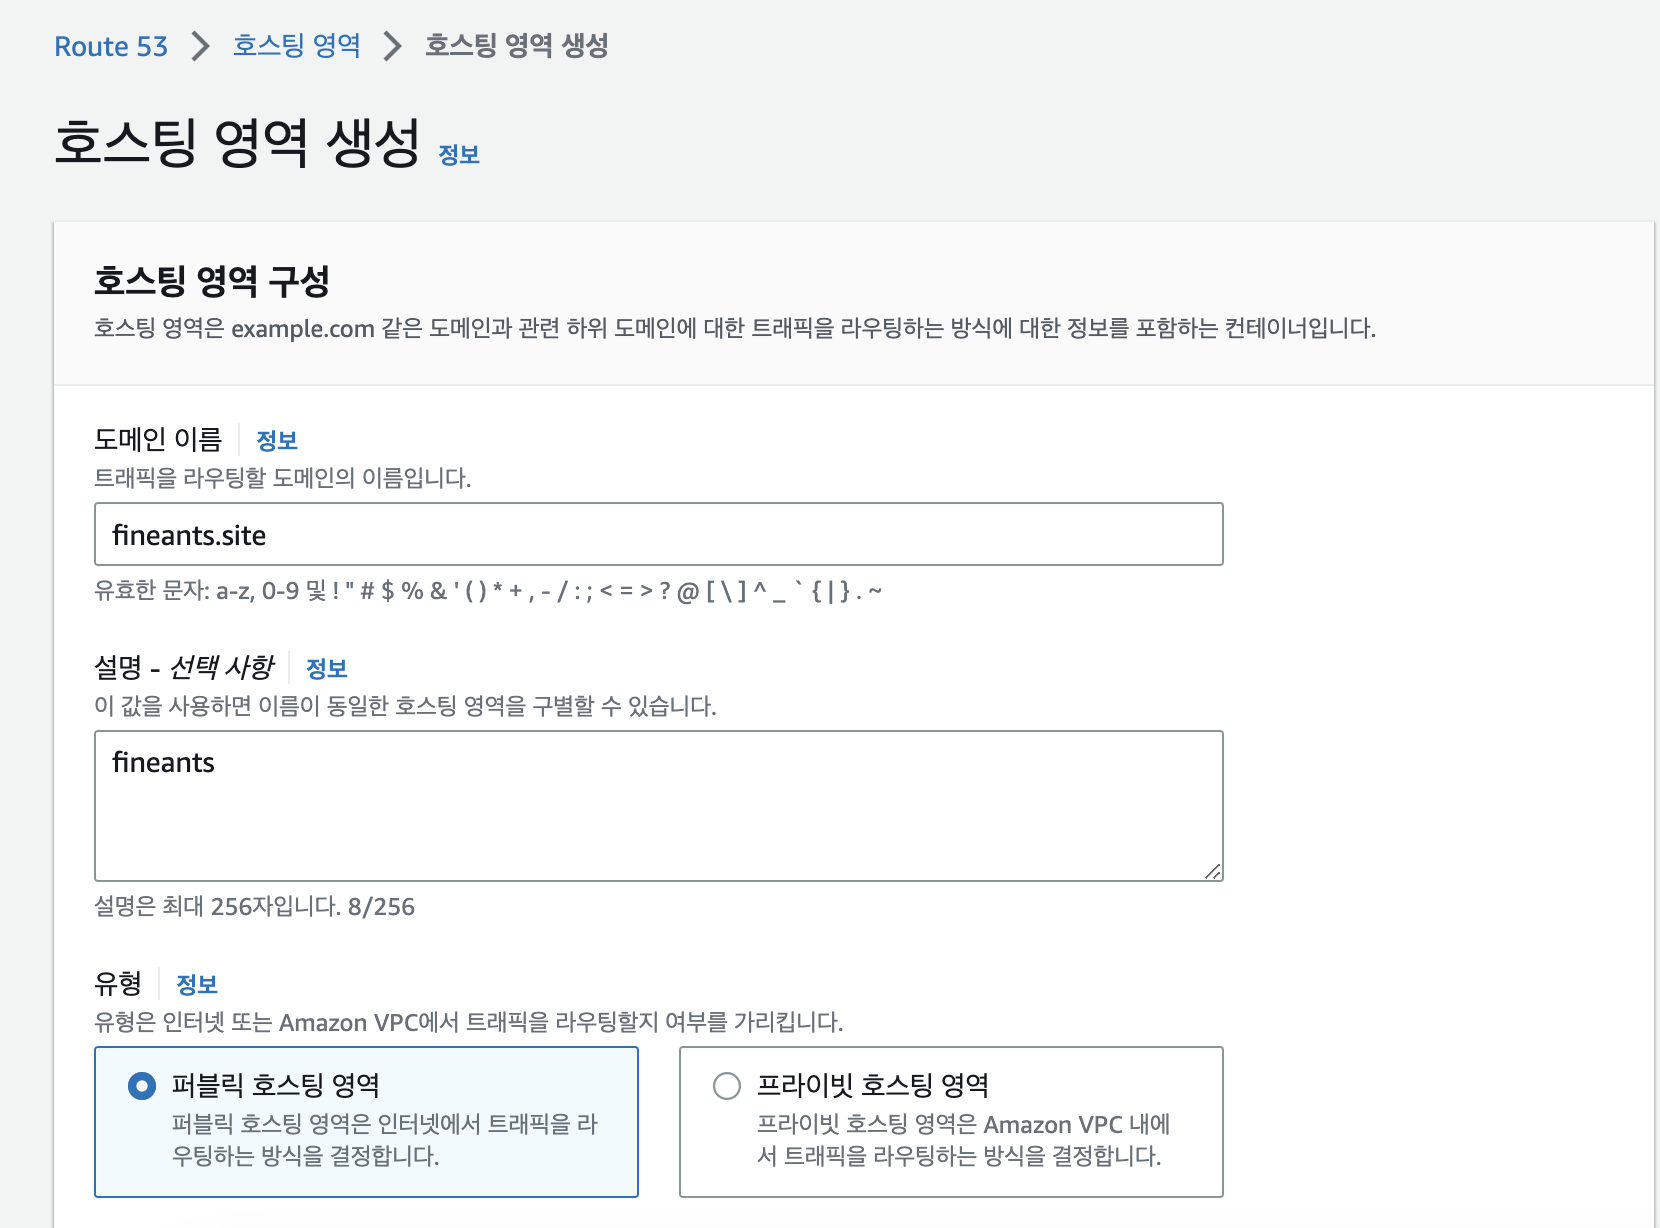 Route 53 > 호스팅 영역 > 호스팅 영역 생성
호스팅 영역 생성 정보
호스팅 영역 구성
호스팅 영역은 example.com 같은 도메인과 관련 하위 도메인에 대한 트래픽을 라우팅하는 방식에 대한 정보를 포함하는 컨테이너입니다.
도메인 이름 정보
트래픽을 라우팅할 도메인의 이름입니다.
fineants.site
유효한 문자: a-z, 0-9 및 ! " # $ % & ' ( ) * + , - / : ; < = > ? @ [ \ ] ^ _ ` { | } . ~
설명 - 선택 사항 정보
이 값을 사용하면 이름이 동일한 호스팅 영역을 구별할 수 있습니다.
fineants
설명은 최대 256자입니다. 8/256
유형 정보
유형은 인터넷 또는 Amazon VPC에서 트래픽을 라우팅할지 여부를 가리킵니다.
퍼블릭 호스팅 영역
퍼블릭 호스팅 영역은 인터넷에서 트래픽을 라
우팅하는 방식을 결정합니다.
프라이빗 호스팅 영역
프라이빗 호스팅 영역은 Amazon VPC 내에
서 트래픽을 라우팅하는 방식을 결정합니다.